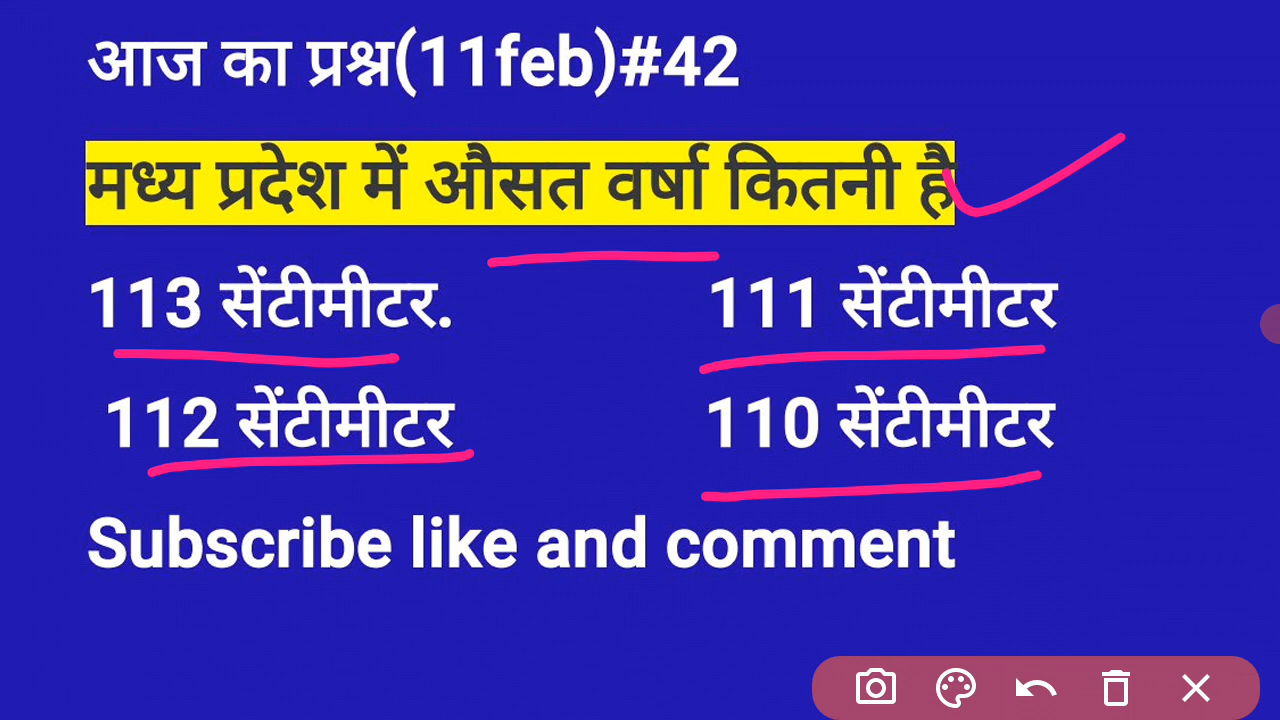 आज का प्रश्न(11feb)#42
मध्य प्रदेश में औसत वर्षा कितनी है
113 सेंटीमीटर. 111 सेंटीमीटर
112 सेंटीमीटर 110 सेंटीमीटर
Subscribe like and comment